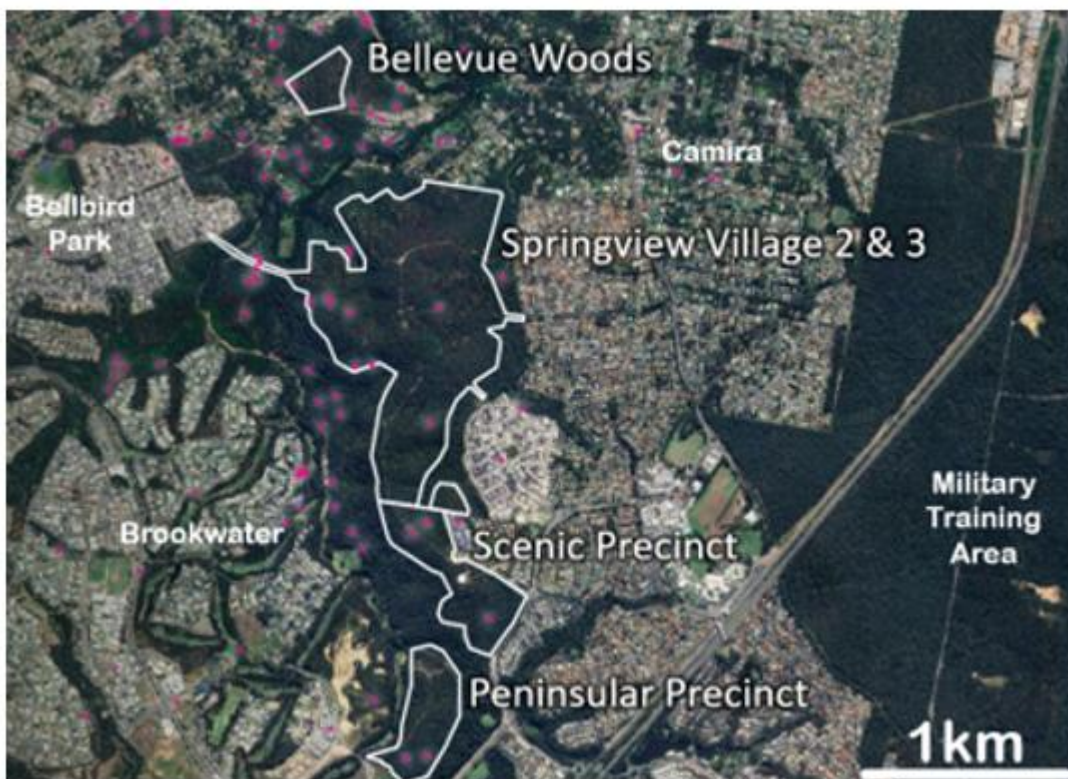 Bellevue Woods
Camira
Bellbird
Park
Springview Village 2 & 3
Military
Training
Area
Brookwater
Scenic Precinct
Peninsular Precinct
1km